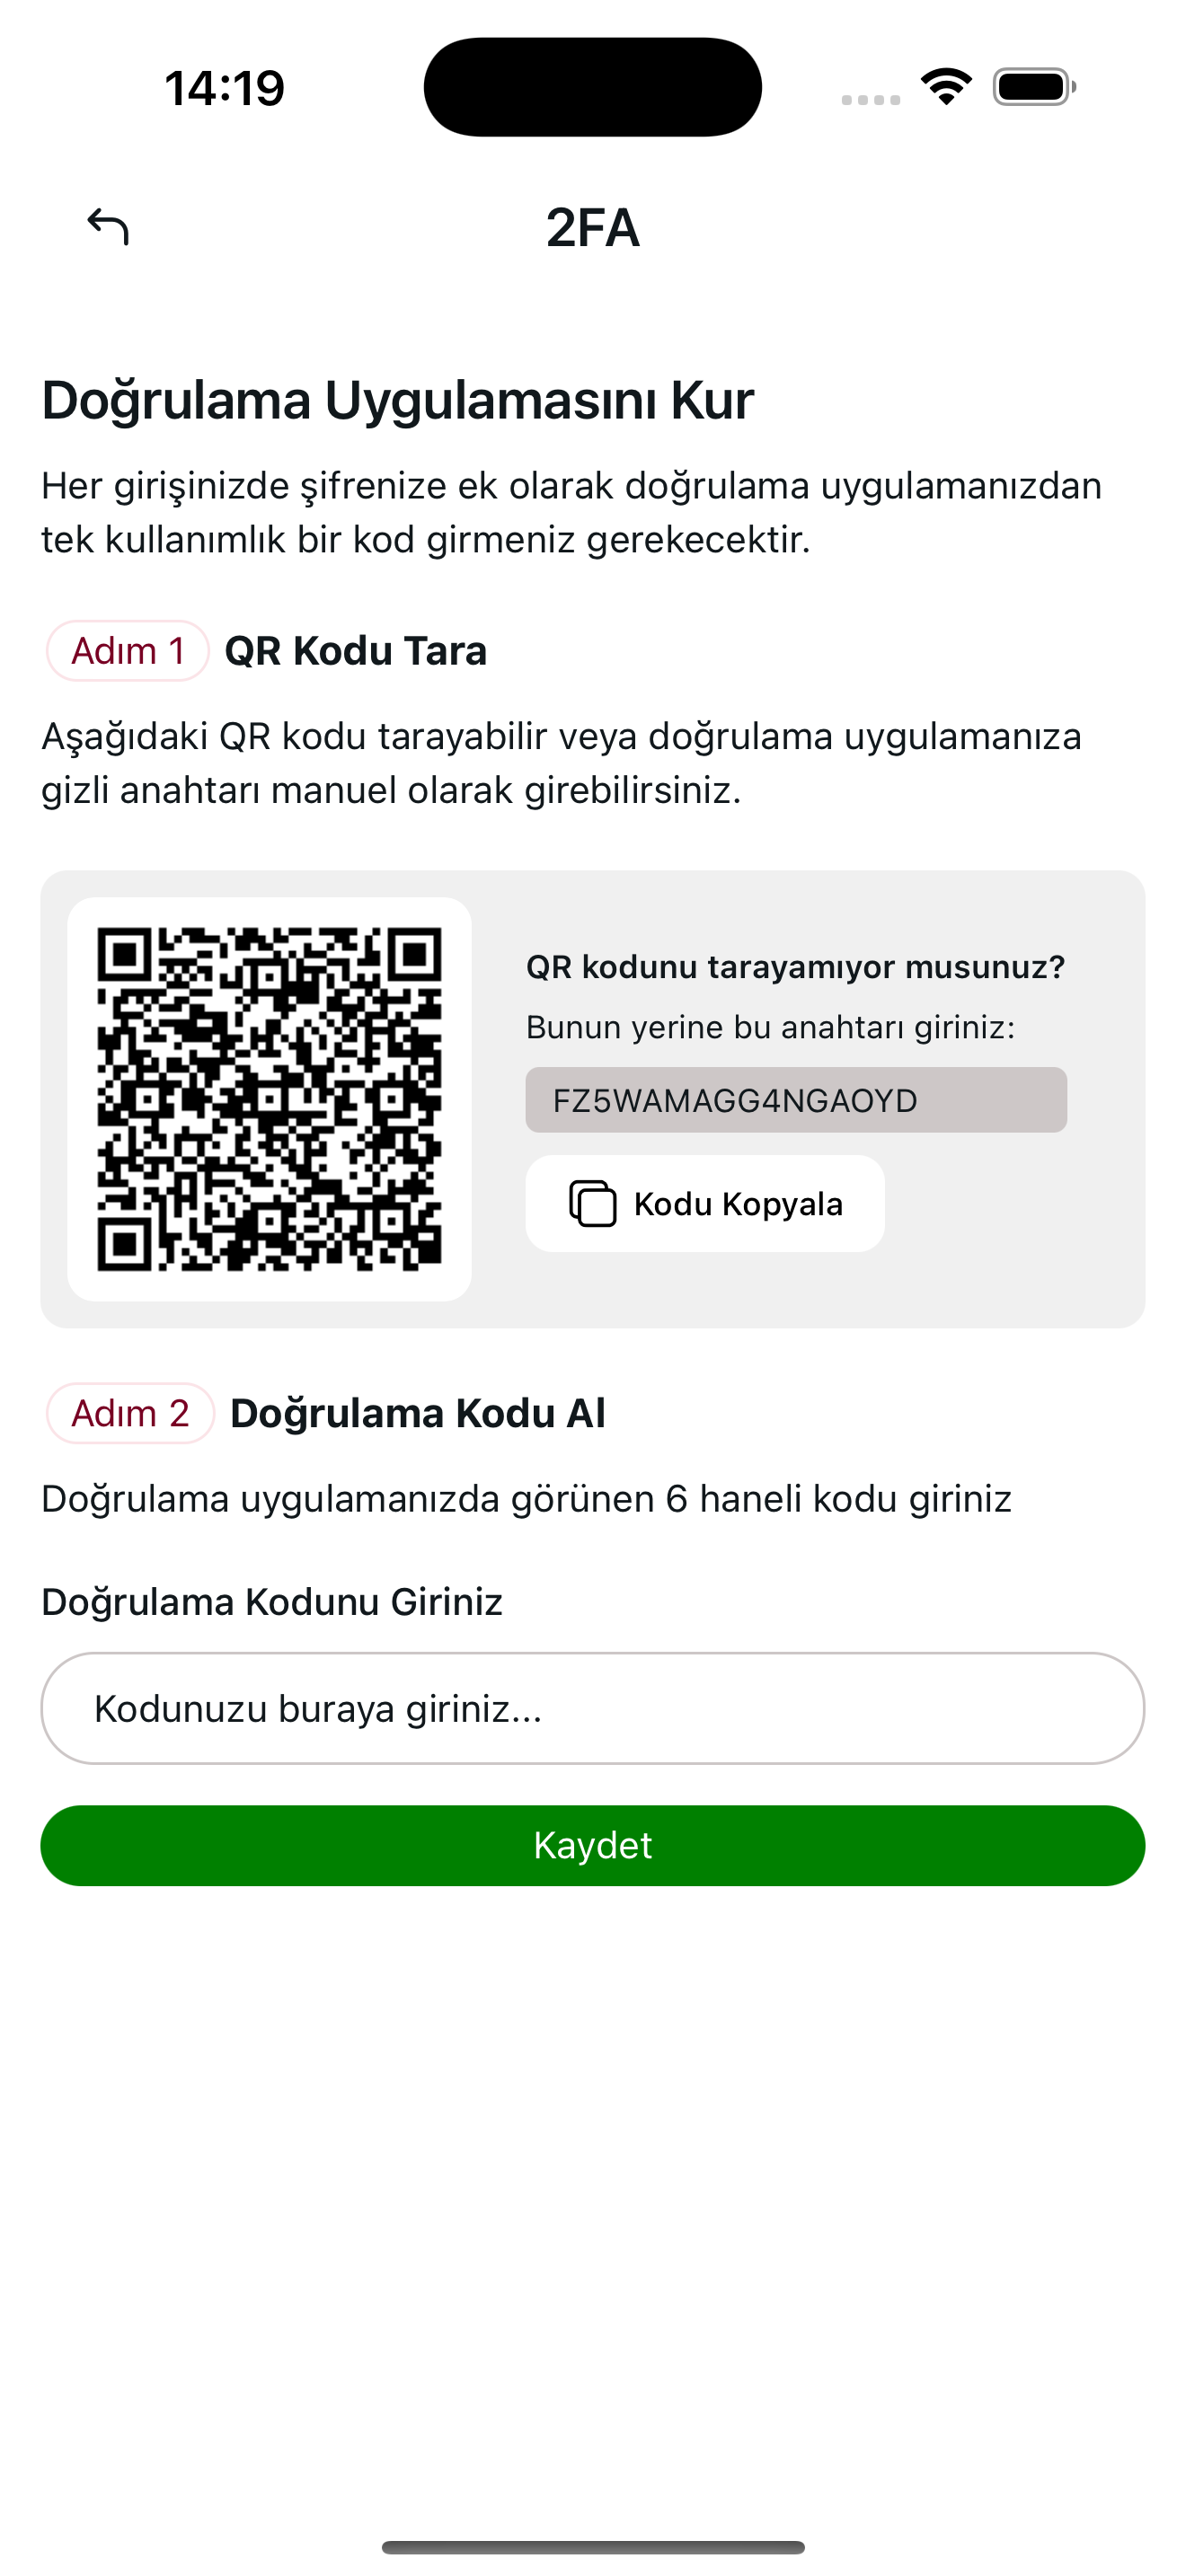 14:19
2FA
Doğrulama Uygulamasını Kur
Her girişinizde şifrenize ek olarak doğrulama uygulamanızdan
tek kullanımlık bir kod girmeniz gerekecektir.
Adım 1 QR Kodu Tara
Aşağıdaki QR kodu tarayabilir veya doğrulama uygulamanıza
gizli anahtarı manuel olarak girebilirsiniz.
QR kodunu tarayamıyor musunuz?
Bunun yerine bu anahtarı giriniz:
FZ5WAMAGG4NGAOYD
Kodu Kopyala
Adım 2 Doğrulama Kodu Al
Doğrulama uygulamanızda görünen 6 haneli kodu giriniz
Doğrulama Kodunu Giriniz
Kodunuzu buraya giriniz...
Kaydet